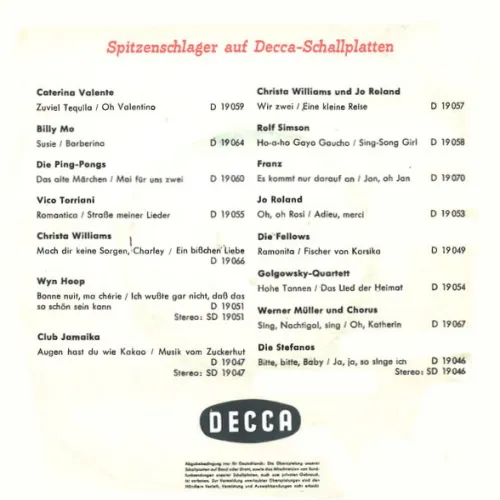 Spitzenschlager auf Decca-Schallplatten
Caterina Valente
Zuviel Tequila / Oh Valentino D 19059
Billy Mo
Susie / Barberina D 19064
Die Ping-Pongs
Das alte Märchen / Mai für uns zwei D 19060
Vico Torriani
Romantica / Straße meiner Lieder D 19055
Christa Williams
Mach dir keine Sorgen, Charley / Ein bißchen Liebe
D 19066
Wyn Hoop
Bonne nuit, ma chérie / Ich wußte gar nicht, daß das
so schön sein kann D 19051
Stereo: SD 19051
Club Jamaika
Augen hast du wie Kakao / Musik vom Zuckerhut
D 19047
Stereo: SD 19047
Christa Williams und Jo Roland
Wir zwei / Eine kleine Reise D 19057
Rolf Simson
Ho-a-ho Gaya Gaucho / Sing-Song Girl D 19058
Franz
Es kommt nur darauf an / Jan, oh Jan D 19070
Jo Roland
Oh, oh Rosi / Adieu, merci D 19053
Die Fellows
Ramonita / Fischer von Korsika D 19049
Golgowsky-Quartett
Hohe Tannen / Das Lied der Heimat D 19054
Werner Müller und Chorus
Sing, Nachtigal, sing / Oh, Katherin D 19067
Die Stefanos
Bitte, bitte, Baby / Ja, ja, so singe ich D 19046
Stereo: SD 19046
DECCA